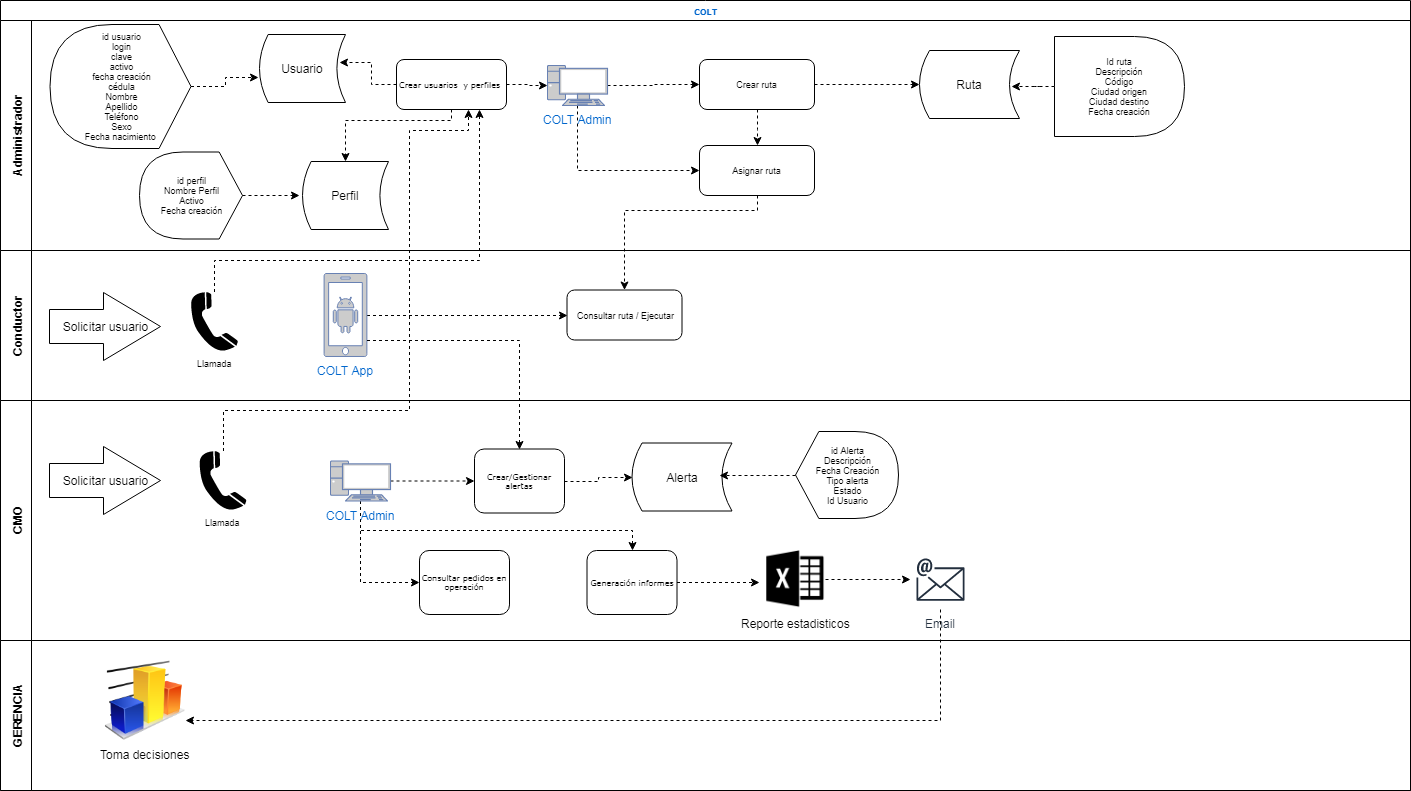 COLT
Administrador
id usuario
login
clave
activo
fecha creación
cédula
Nombre
Apellido
Teléfono
Sexo
Fecha nacimiento
Usuario
Crear usuarios y perfiles
COLT Admin
Crear ruta
Ruta
Id ruta
Descripción
Código
Ciudad origen
Ciudad destino
Fecha creación
id perfil
Nombre Perfil
Activo
Fecha creación
Perfil
Asignar ruta
Conductor
Solicitar usuario
Llamada
COLT App
Consultar ruta / Ejecutar
CMO
Solicitar usuario
Llamada
COLT Admin
Crear/Gestionar
alertas
Alerta
id Alerta
Descripción
Fecha Creación
Tipo alerta
Estado
Id Usuario
Consultar pedidos en
operación
Generación informes
X
Reporte estadisticos
@
Email
GERENCIA
Toma decisiones